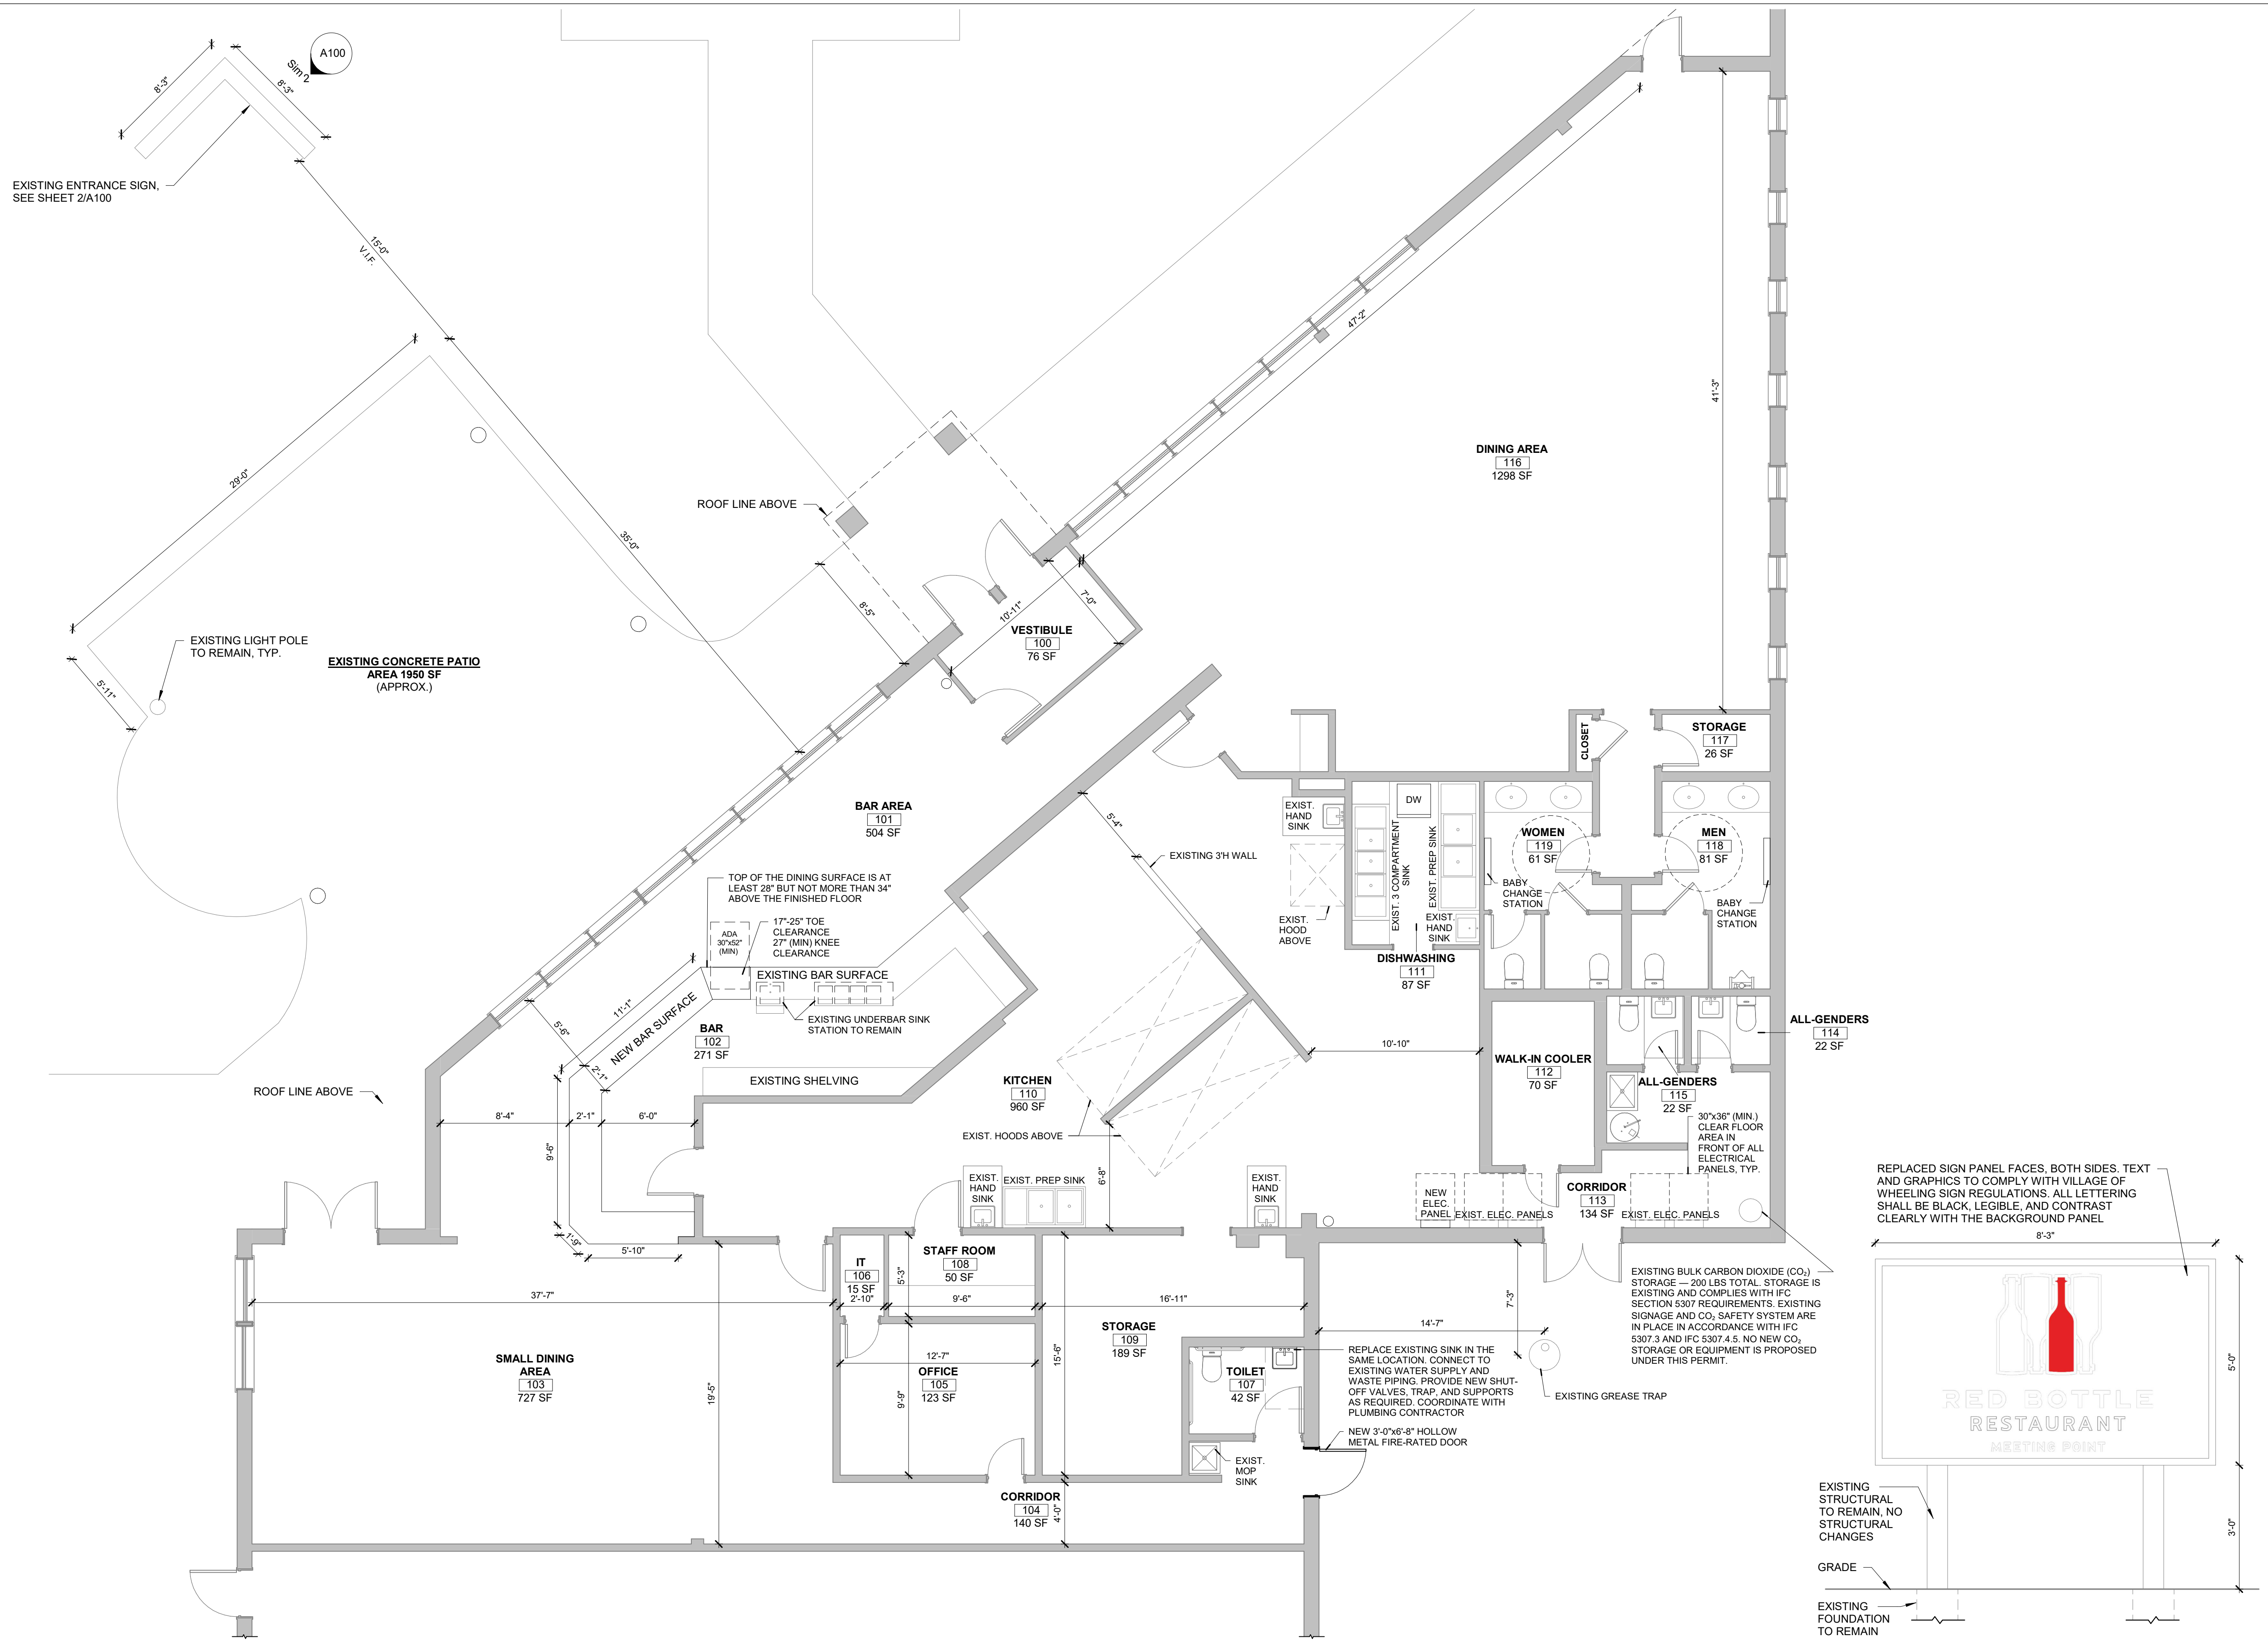 A100
Sim 2
8'-3"
8'-3"
EXISTING ENTRANCE SIGN,
SEE SHEET 2/A100
15'-0"
V.I.F.
29'-0"
35'-0"
5'-11"
EXISTING LIGHT POLE
TO REMAIN, TYP.
EXISTING CONCRETE PATIO
AREA 1950 SF
(APPROX.)
ROOF LINE ABOVE
8'-5"
10'-11"
7'-0"
VESTIBULE
100
76 SF
47'-2"
41'-3"
DINING AREA
116
1298 SF
CLOSET
STORAGE
117
26 SF
BAR AREA
101
504 SF
5'-4"
EXISTING 3'H WALL
TOP OF THE DINING SURFACE IS AT
LEAST 28" BUT NOT MORE THAN 34"
ABOVE THE FINISHED FLOOR
17"-25" TOE
CLEARANCE
27" (MIN) KNEE
CLEARANCE
ADA
30"x52"
(MIN)
EXISTING BAR SURFACE
NEW BAR SURFACE
11'-1"
5'-6"
2'-1"
EXISTING UNDERBAR SINK
STATION TO REMAIN
BAR
102
271 SF
EXISTING SHELVING
EXIST.
HAND
SINK
EXIST.
HOOD
ABOVE
DW
EXIST. 3 COMPARTMENT
SINK
EXIST. PREP SINK
EXIST.
HAND
SINK
DISHWASHING
111
87 SF
WOMEN
119
61 SF
BABY
CHANGE
STATION
MEN
118
81 SF
BABY
CHANGE
STATION
ALL-GENDERS
114
22 SF
ALL-GENDERS
115
22 SF
WALK-IN COOLER
112
70 SF
10'-10"
KITCHEN
110
960 SF
EXIST. HOODS ABOVE
6'-8"
30"x36" (MIN.)
CLEAR FLOOR
AREA IN
FRONT OF ALL
ELECTRICAL
PANELS, TYP.
CORRIDOR
113
134 SF
NEW
ELEC.
PANEL
EXIST. ELEC. PANELS
EXIST. ELEC. PANELS
EXIST.
HAND
SINK
EXIST. PREP SINK
EXIST.
HAND
SINK
ROOF LINE ABOVE
8'-4"
2'-1"
6'-0"
9'-6"
1'-9"
5'-10"
37'-7"
19'-5"
SMALL DINING
AREA
103
727 SF
IT
106
15 SF
2'-10"
STAFF ROOM
108
50 SF
5'-3"
9'-6"
16'-11"
STORAGE
109
189 SF
15'-6"
12'-7"
OFFICE
105
123 SF
9'-9"
TOILET
107
42 SF
EXIST.
MOP
SINK
CORRIDOR
104
140 SF
4'-0"
14'-7"
7'-3"
REPLACE EXISTING SINK IN THE
SAME LOCATION. CONNECT TO
EXISTING WATER SUPPLY AND
WASTE PIPING. PROVIDE NEW SHUT-
OFF VALVES, TRAP, AND SUPPORTS
AS REQUIRED. COORDINATE WITH
PLUMBING CONTRACTOR
NEW 3'-0"x6'-8" HOLLOW
METAL FIRE-RATED DOOR
EXISTING GREASE TRAP
EXISTING BULK CARBON DIOXIDE (CO₂)
STORAGE — 200 LBS TOTAL. STORAGE IS
EXISTING AND COMPLIES WITH IFC
SECTION 5307 REQUIREMENTS. EXISTING
SIGNAGE AND CO₂ SAFETY SYSTEM ARE
IN PLACE IN ACCORDANCE WITH IFC
5307.3 AND IFC 5307.4.5. NO NEW CO₂
STORAGE OR EQUIPMENT IS PROPOSED
UNDER THIS PERMIT.
REPLACED SIGN PANEL FACES, BOTH SIDES. TEXT
AND GRAPHICS TO COMPLY WITH VILLAGE OF
WHEELING SIGN REGULATIONS. ALL LETTERING
SHALL BE BLACK, LEGIBLE, AND CONTRAST
CLEARLY WITH THE BACKGROUND PANEL
8'-3"
RED BOTTLE
RESTAURANT
MEETING POINT
5'-0"
3'-0"
EXISTING
STRUCTURAL
TO REMAIN, NO
STRUCTURAL
CHANGES
GRADE
EXISTING
FOUNDATION
TO REMAIN